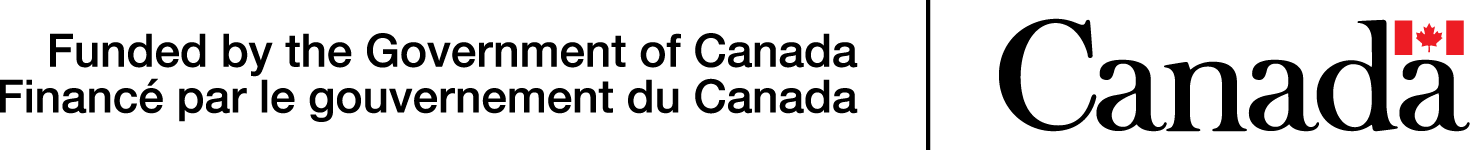 Funded by the Government of Canada
Financé par le gouvernement du Canada
Canada